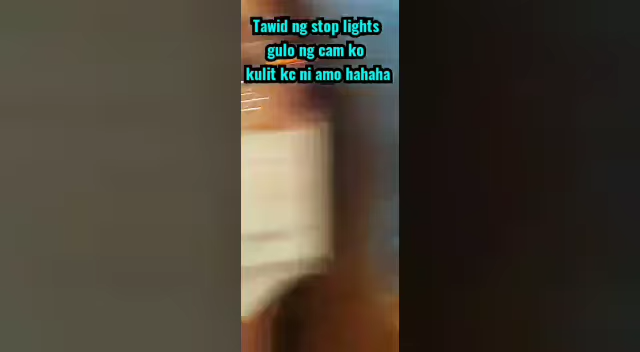 Tawid ng stop lights
gulo ng cam ko
kulit kc ni amo hahaha